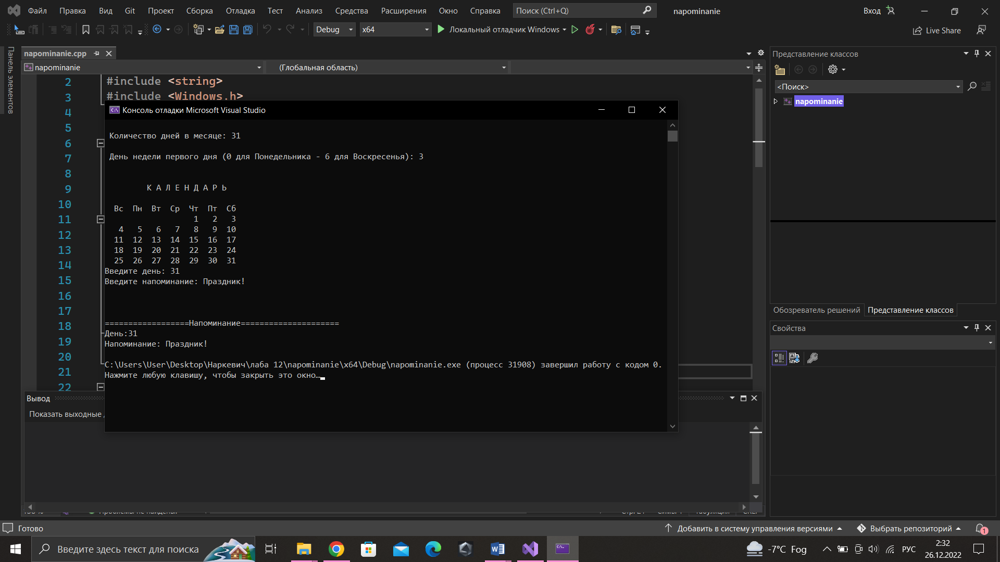 Файл Правка Вид Git Проект Сборка Отладка Тест Анализ Средства Расширения Окно Справка Поиск (Ctrl+Q) napominanie Вход
Debug x64 Локальный отладчик Windows Live Share
Панель элементов
napominanie.cpp
napominanie (Глобальная область)
2 #include <string>
3 #include <Windows.h>
4
5
6
7
8
9
10
11
12
13
14
15
16
17
18
19
20
21
22
Консоль отладки Microsoft Visual Studio
Количество дней в месяце: 31
День недели первого дня (0 для Понедельника - 6 для Воскресенья): 3
К А Л Е Н Д А Р Ь
Вс Пн Вт Ср Чт Пт Сб
1 2 3
4 5 6 7 8 9 10
11 12 13 14 15 16 17
18 19 20 21 22 23 24
25 26 27 28 29 30 31
Введите день: 31
Введите напоминание: Праздник!
==================Напоминание=====================
День:31
Напоминание: Праздник!
C:\Users\User\Desktop\Наркевич\лаба 12\napominanie\x64\Debug\napominanie.exe (процесс 31908) завершил работу с кодом 0.
Нажмите любую клавишу, чтобы закрыть это окно…
Вывод
Показать выходные
Представление классов
<Поиск>
napominanie
Обозреватель решений Представление классов
Свойства
Готово Добавить в систему управления версиями Выбрать репозиторий 1
Введите здесь текст для поиска -7°C Fog РУС
2:32
26.12.2022